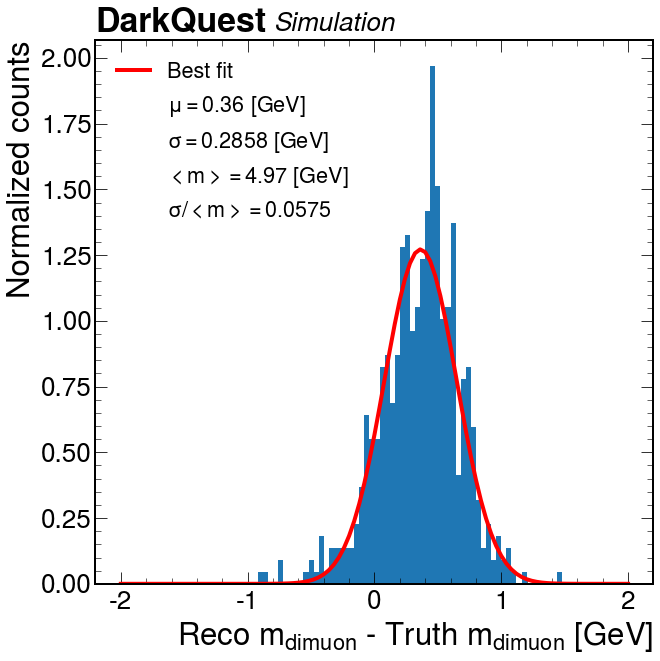 DarkQuest Simulation
Normalized counts
2.00
1.75
1.50
1.25
1.00
0.75
0.50
0.25
0.00
Best fit
μ = 0.36 [GeV]
σ = 0.2858 [GeV]
< m > = 4.97 [GeV]
σ/ < m > = 0.0575
-2 -1 0 1 2
Reco m_dimuon - Truth m_dimuon [GeV]